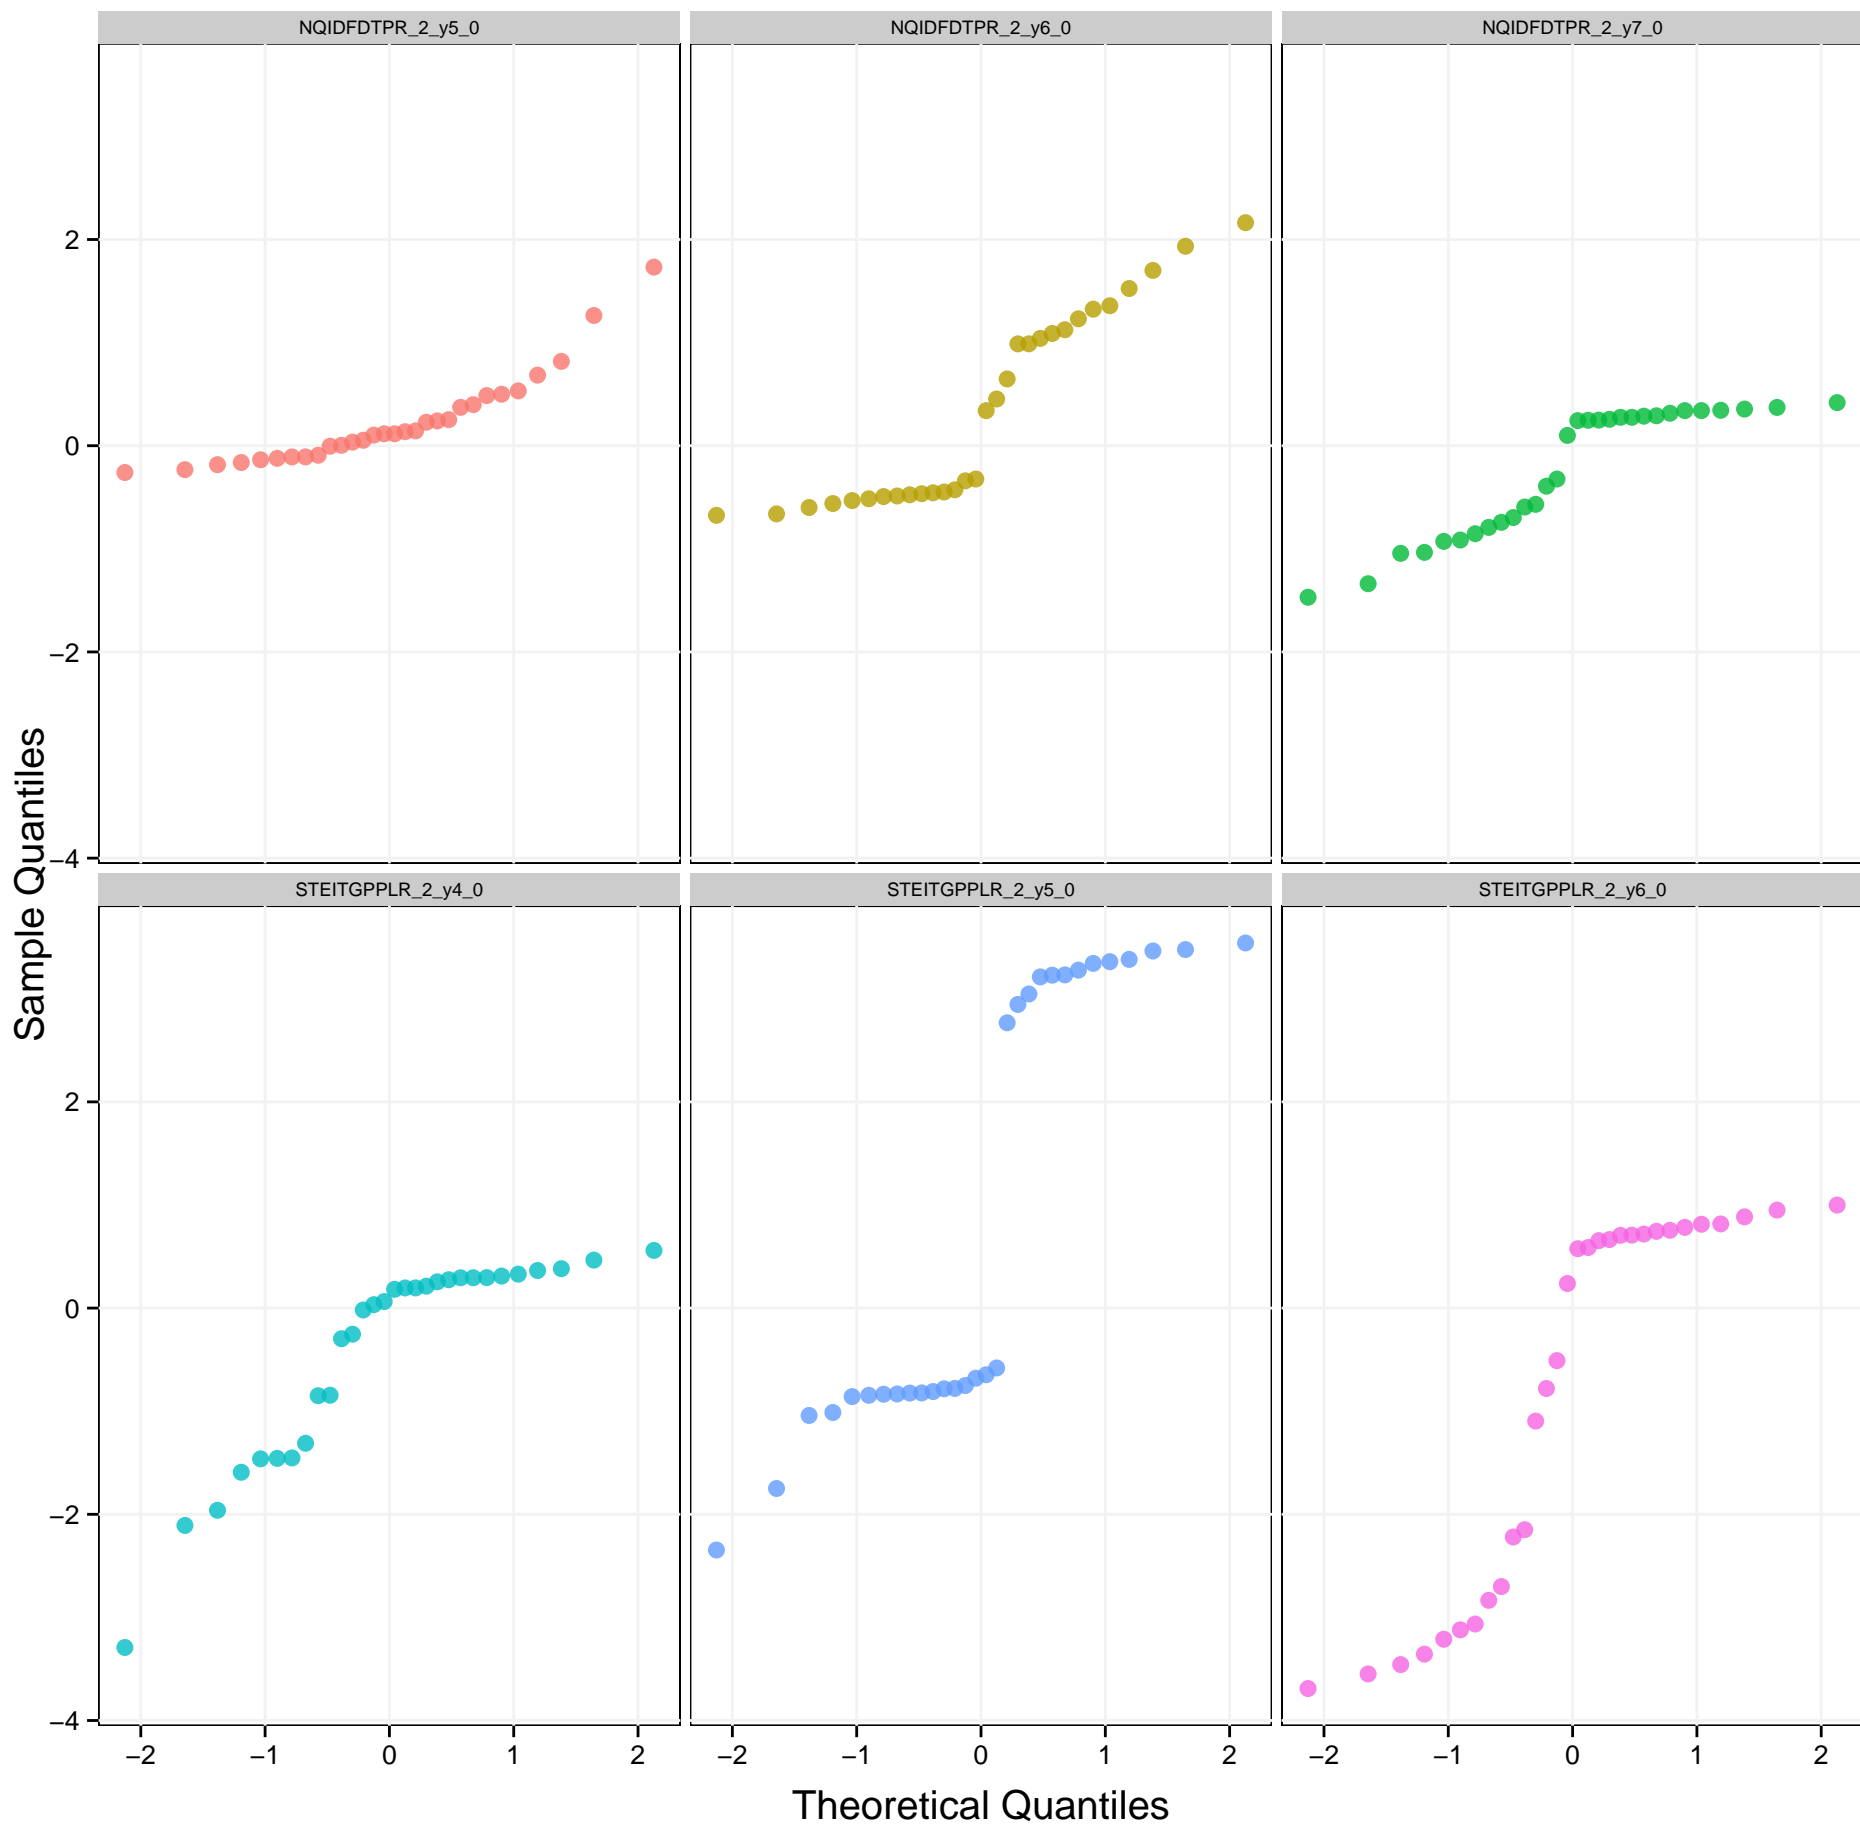 NQIDFDTPR_2_y5_0
NQIDFDTPR_2_y6_0
NQIDFDTPR_2_y7_0
2
0
−2
−4
STEITGPPLR_2_y4_0
STEITGPPLR_2_y5_0
STEITGPPLR_2_y6_0
2
0
−2
−4
Sample Quantiles
−2 −1 0 1 2
−2 −1 0 1 2
−2 −1 0 1 2
Theoretical Quantiles